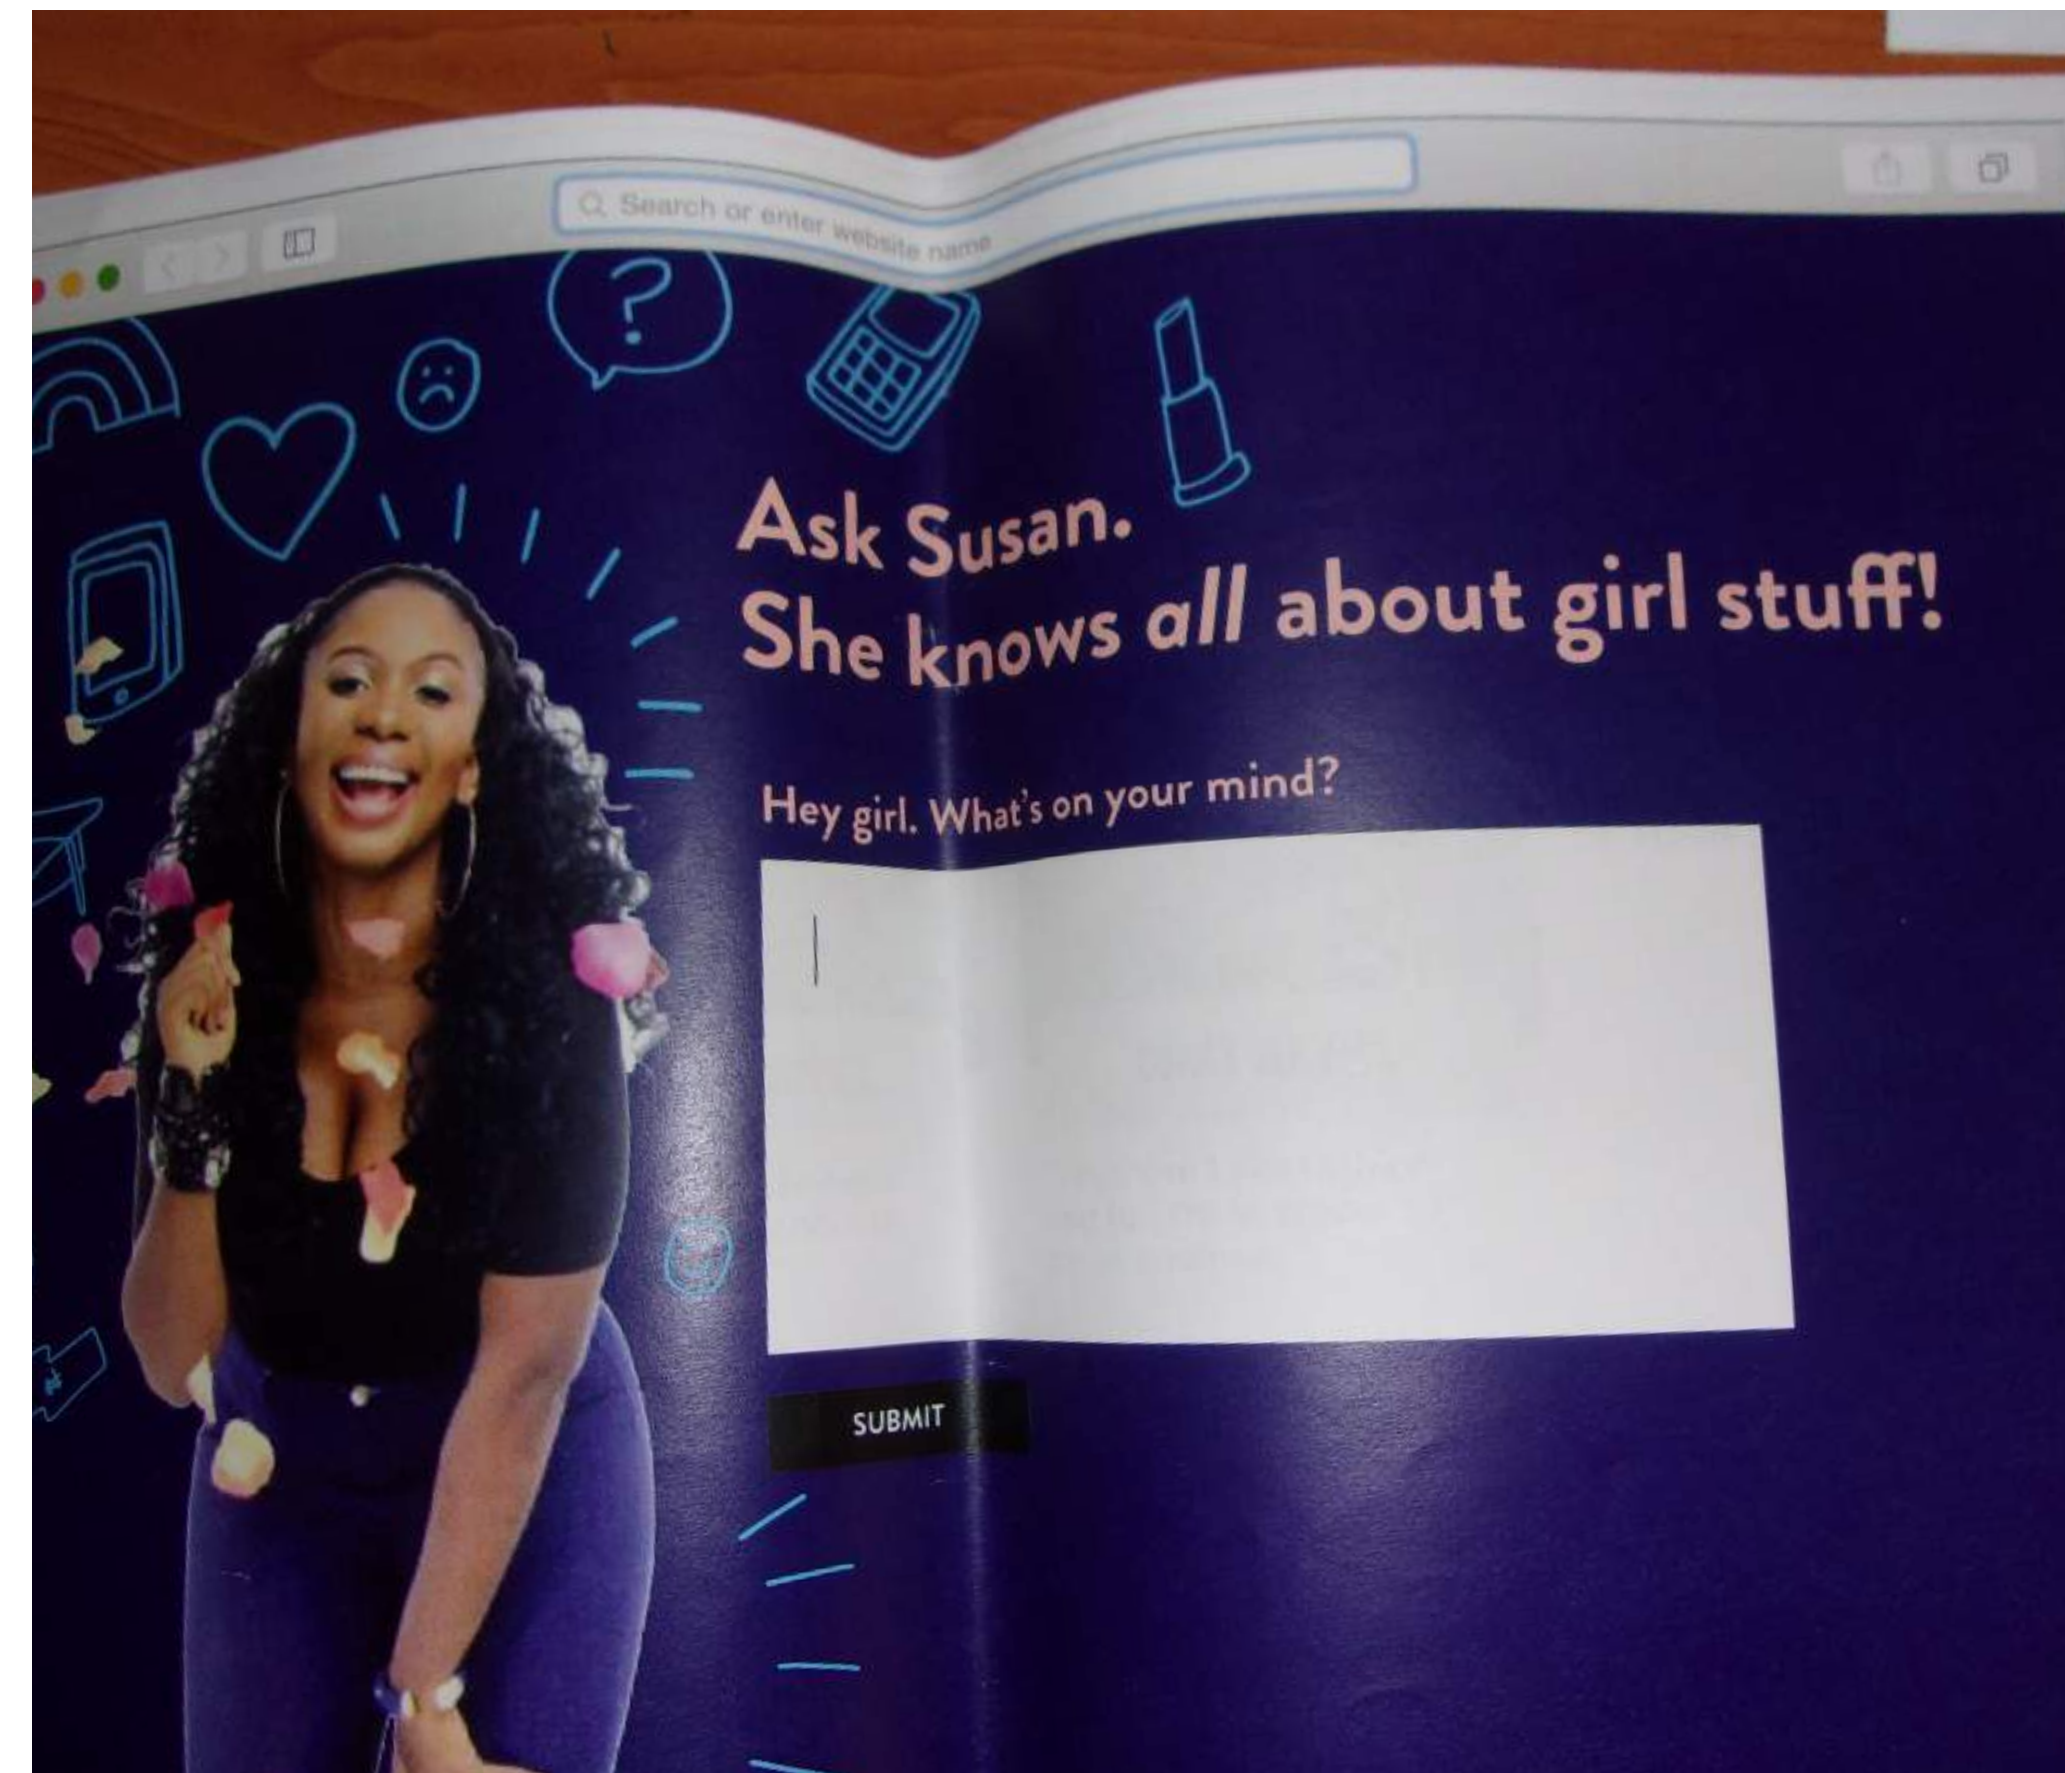 Search or enter website name
Ask Susan.
She knows all about girl stuff!
Hey girl. What's on your mind?
SUBMIT